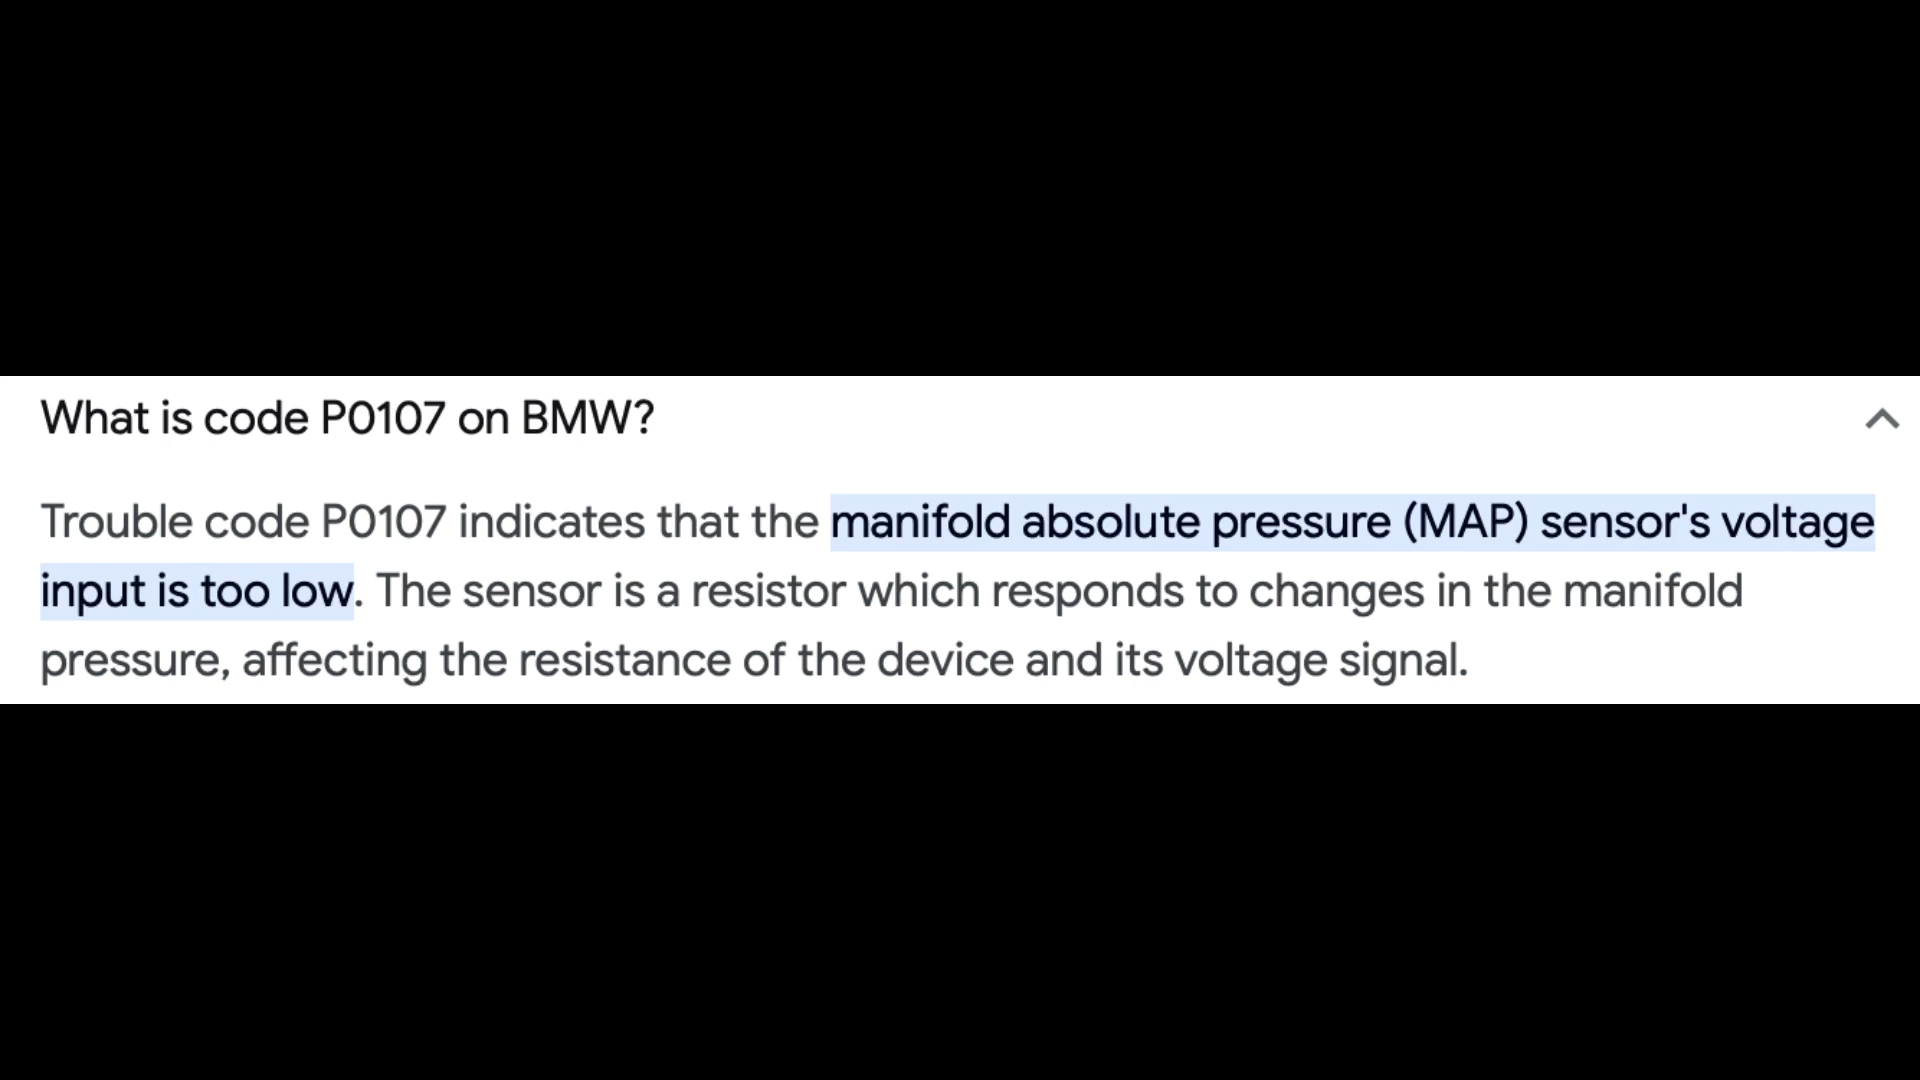 What is code P0107 on BMW?
Trouble code P0107 indicates that the manifold absolute pressure (MAP) sensor's voltage
input is too low. The sensor is a resistor which responds to changes in the manifold
pressure, affecting the resistance of the device and its voltage signal.